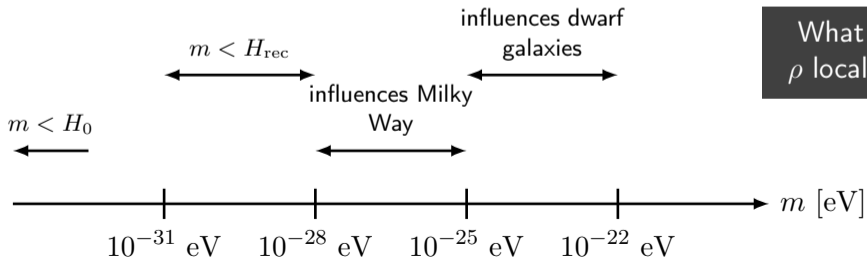 influences dwarf
galaxies
What
ρ local
m < H_rec
influences Milky
Way
m < H_0
m [eV]
10^{-31} eV
10^{-28} eV
10^{-25} eV
10^{-22} eV